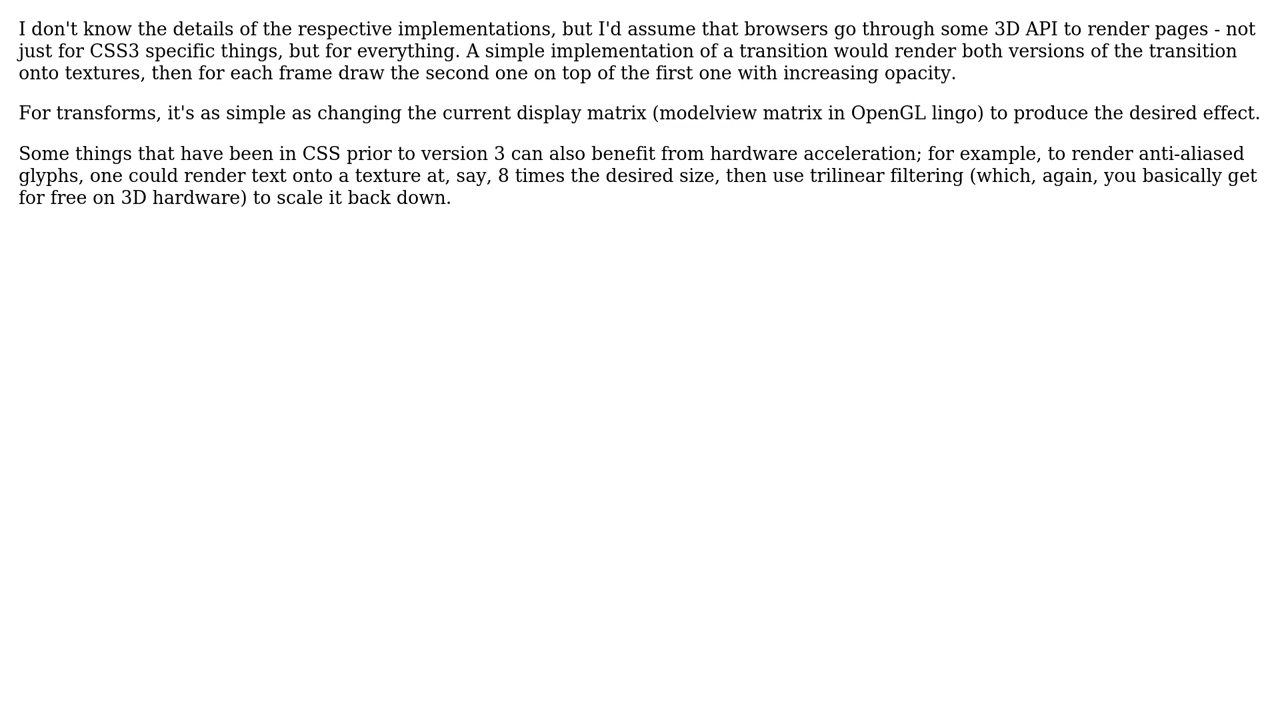 I don't know the details of the respective implementations, but I'd assume that browsers go through some 3D API to render pages - not
just for CSS3 specific things, but for everything. A simple implementation of a transition would render both versions of the transition
onto textures, then for each frame draw the second one on top of the first one with increasing opacity.
For transforms, it's as simple as changing the current display matrix (modelview matrix in OpenGL lingo) to produce the desired effect.
Some things that have been in CSS prior to version 3 can also benefit from hardware acceleration; for example, to render anti-aliased
glyphs, one could render text onto a texture at, say, 8 times the desired size, then use trilinear filtering (which, again, you basically get
for free on 3D hardware) to scale it back down.